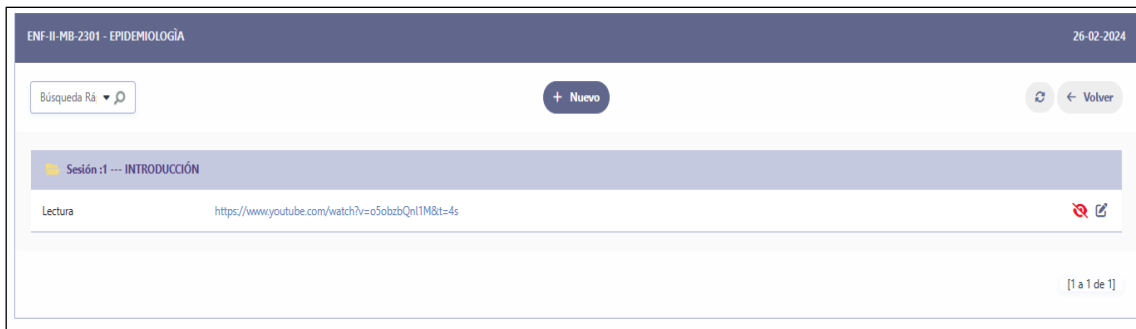 ENF-II-MB-2301 - EPIDEMIOLOGÌA 26-02-2024
Búsqueda Rá + Nuevo ← Volver
Sesión :1 --- INTRODUCCIÓN
Lectura https://www.youtube.com/watch?v=o5obzbQnl1M&t=4s
[1 a 1 de 1]